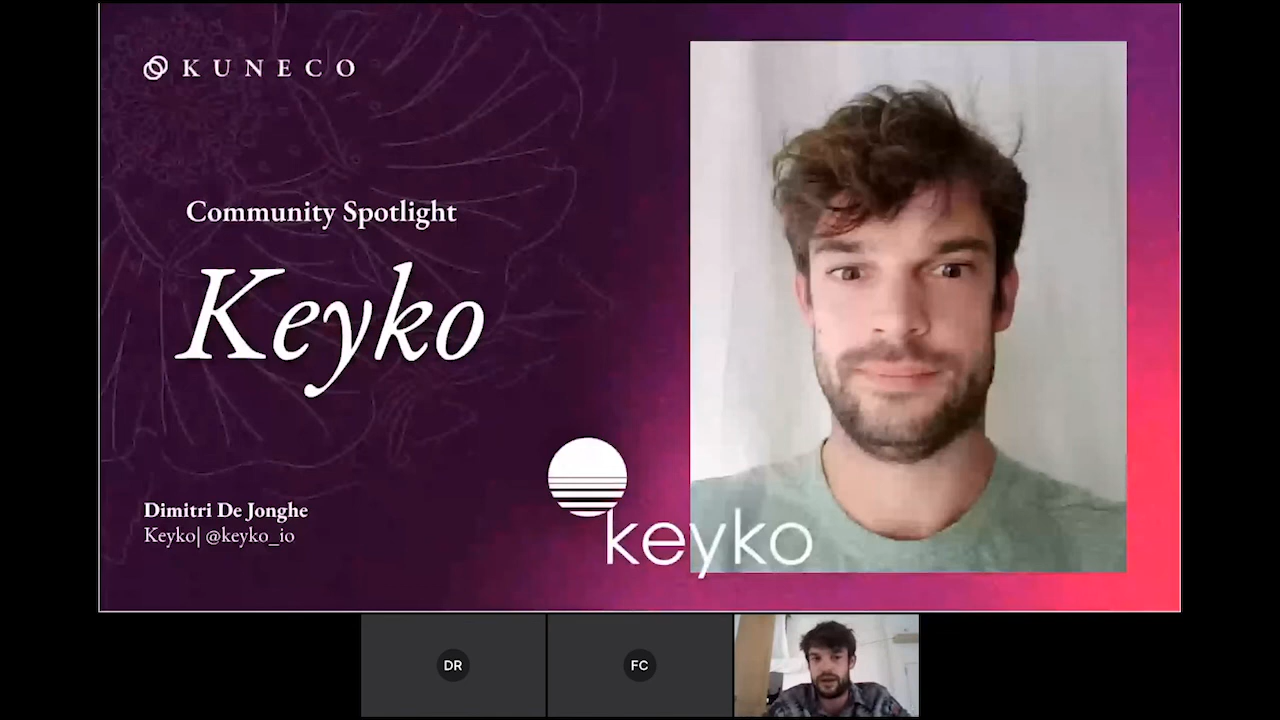 KUNECO
Community Spotlight
Keyko
Dimitri De Jonghe
Keyko| @keyko_io
keyko
DR
FC